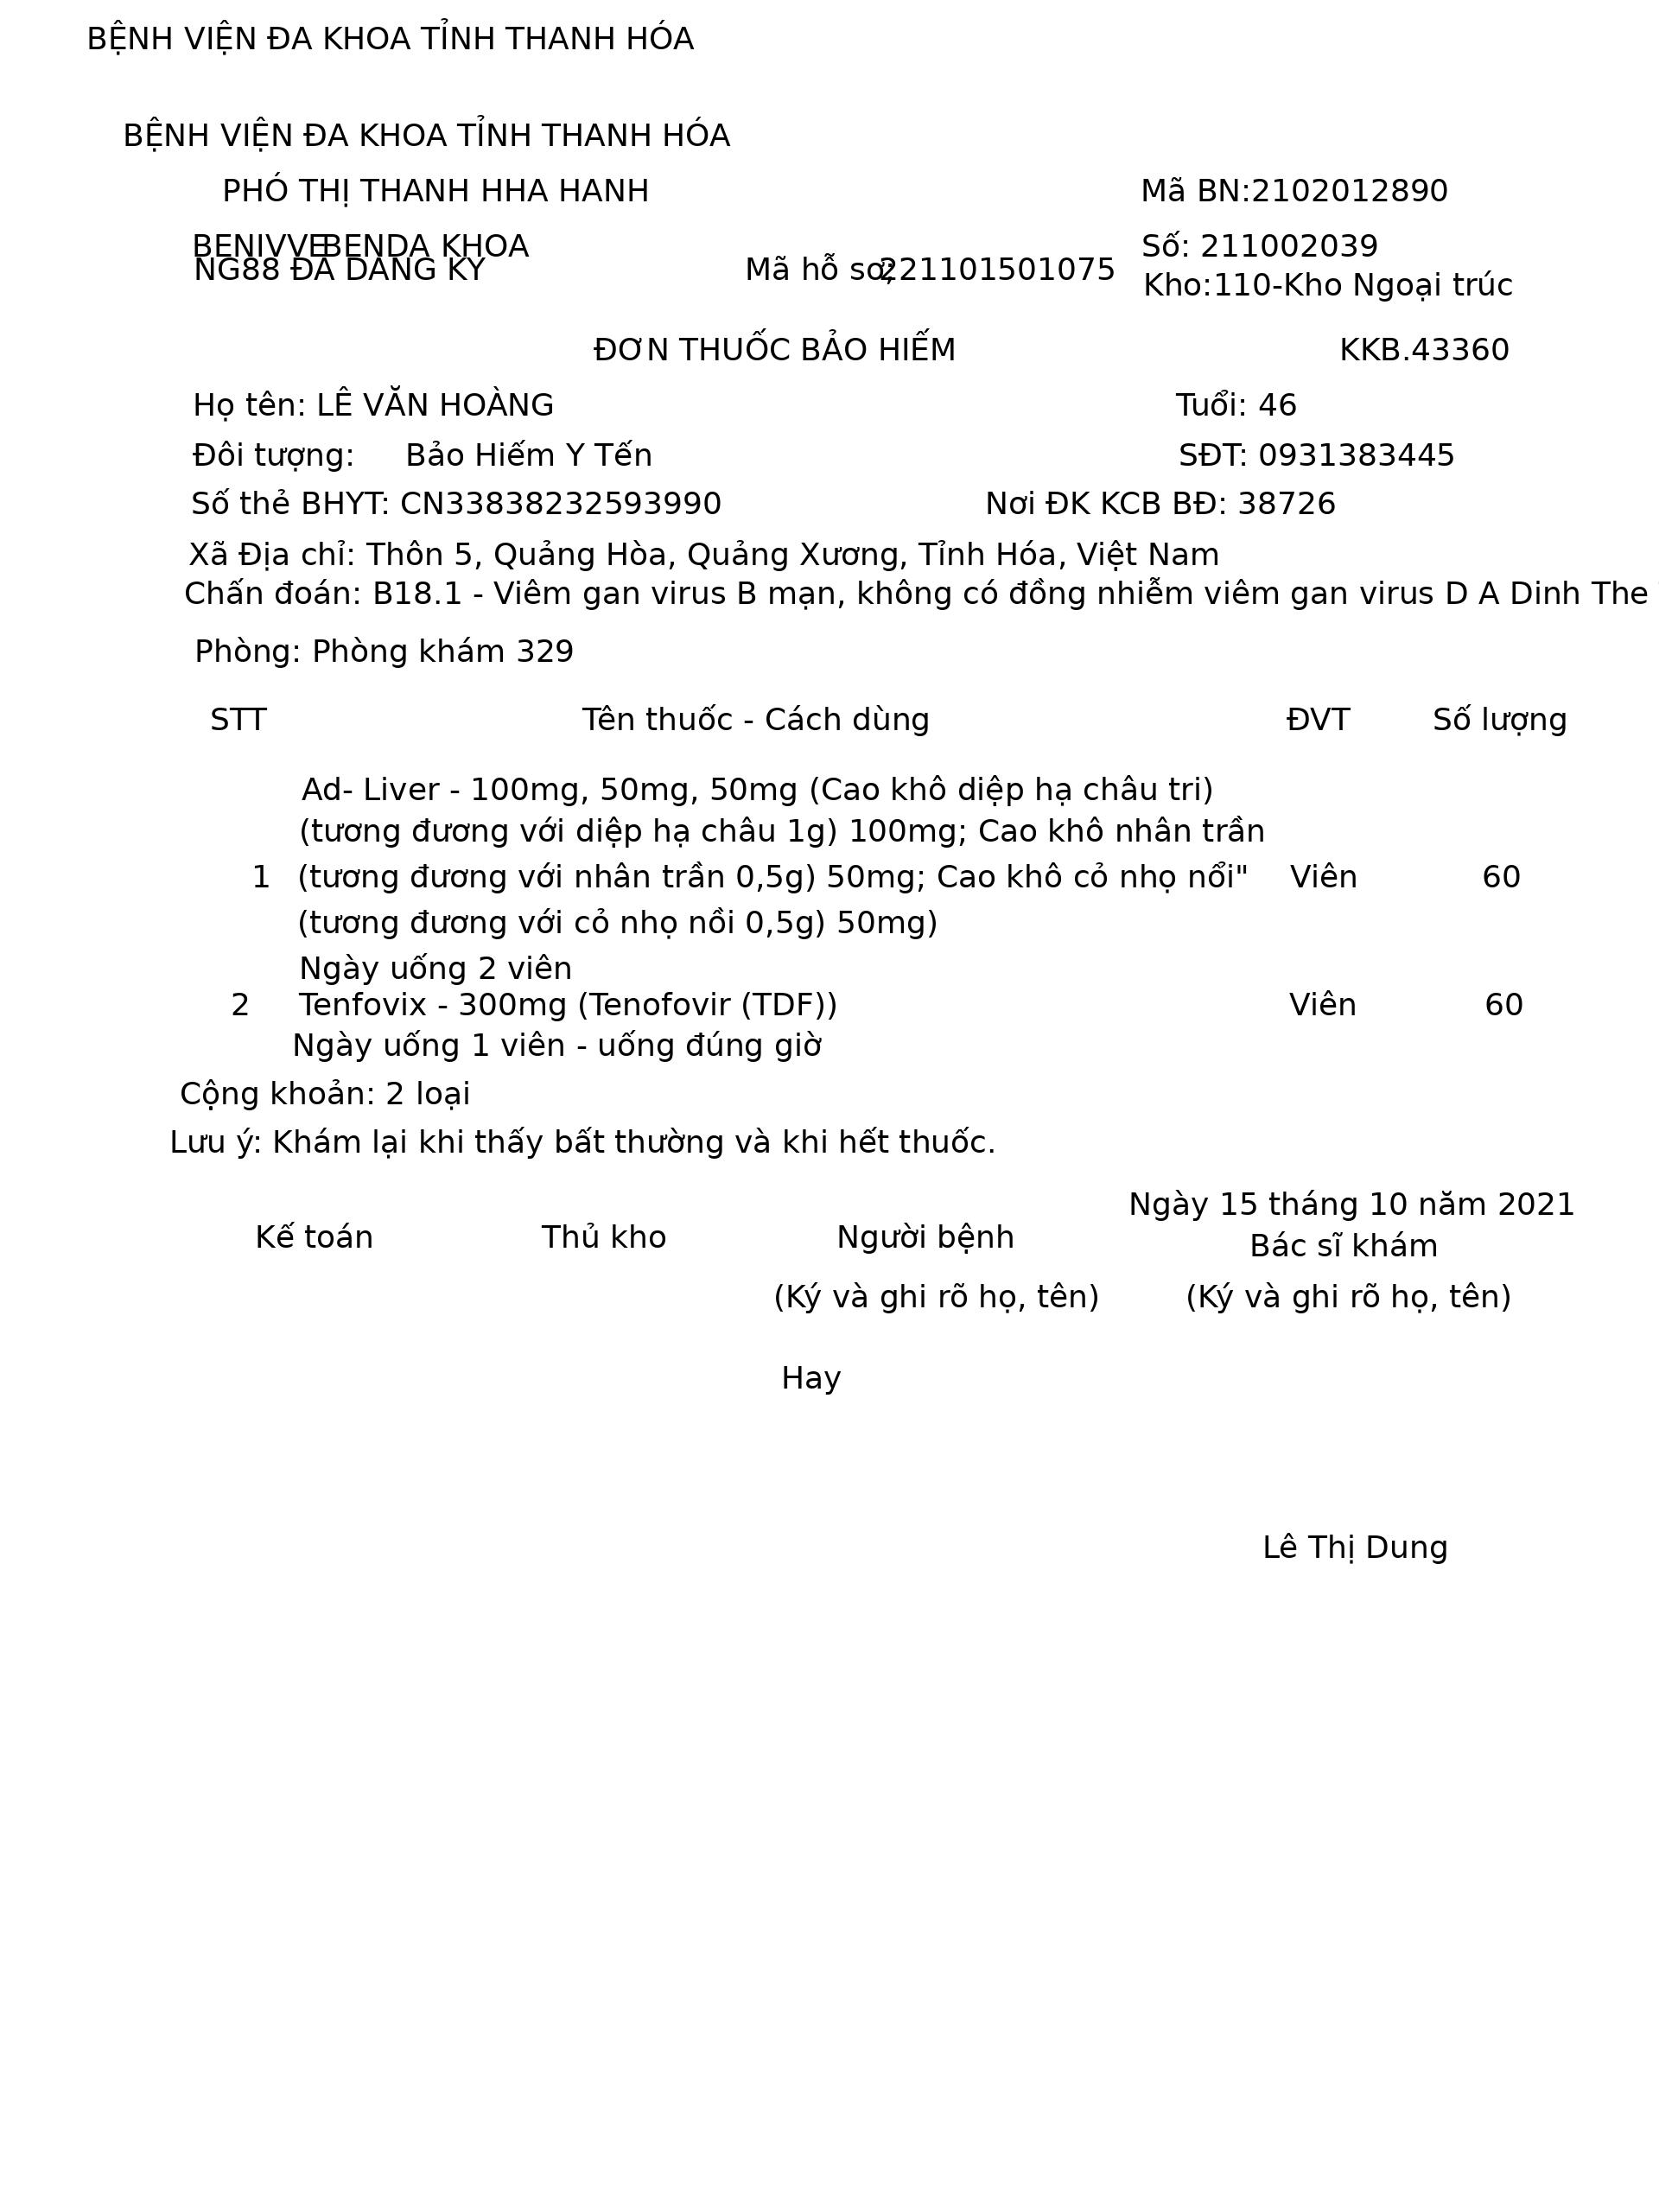 BỆNH VIỆN ĐA KHOA TỈNH THANH HÓA
BỆNH VIỆN ĐA KHOA TỈNH THANH HÓA
PHÓ THỊ THANH HHA HANH Mã BN:2102012890
BENIVVE BENDA KHOA Số: 211002039
NG88 ĐÃ DÀNG KÝ Mã hỗ sơ: 221101501075
Kho:110-Kho Ngoại trúc
ĐƠN THUỐC BẢO HIẾM KKB.43360
Họ tên: LÊ VĂN HOÀNG Tuổi: 46
Đôi tượng: Bảo Hiếm Y Tến SĐT: 0931383445
Số thẻ BHYT: CN33838232593990 Nơi ĐK KCB BĐ: 38726
Xã Địa chỉ: Thôn 5, Quảng Hòa, Quảng Xương, Tỉnh Hóa, Việt Nam
Chấn đoán: B18.1 - Viêm gan virus B mạn, không có đồng nhiễm viêm gan virus D A Dinh The
Phòng: Phòng khám 329
STT Tên thuốc - Cách dùng ĐVT Số lượng
Ad- Liver - 100mg, 50mg, 50mg (Cao khô diệp hạ châu tri)
(tương đương với diệp hạ châu 1g) 100mg; Cao khô nhân trần
1 (tương đương với nhân trần 0,5g) 50mg; Cao khô cỏ nhọ nổi" Viên 60
(tương đương với cỏ nhọ nồi 0,5g) 50mg)
Ngày uống 2 viên
2 Tenfovix - 300mg (Tenofovir (TDF)) Viên 60
Ngày uống 1 viên - uống đúng giờ
Cộng khoản: 2 loại
Lưu ý: Khám lại khi thấy bất thường và khi hết thuốc.
Ngày 15 tháng 10 năm 2021
Kế toán Thủ kho Người bệnh Bác sĩ khám
(Ký và ghi rõ họ, tên) (Ký và ghi rõ họ, tên)
Hay
Lê Thị Dung